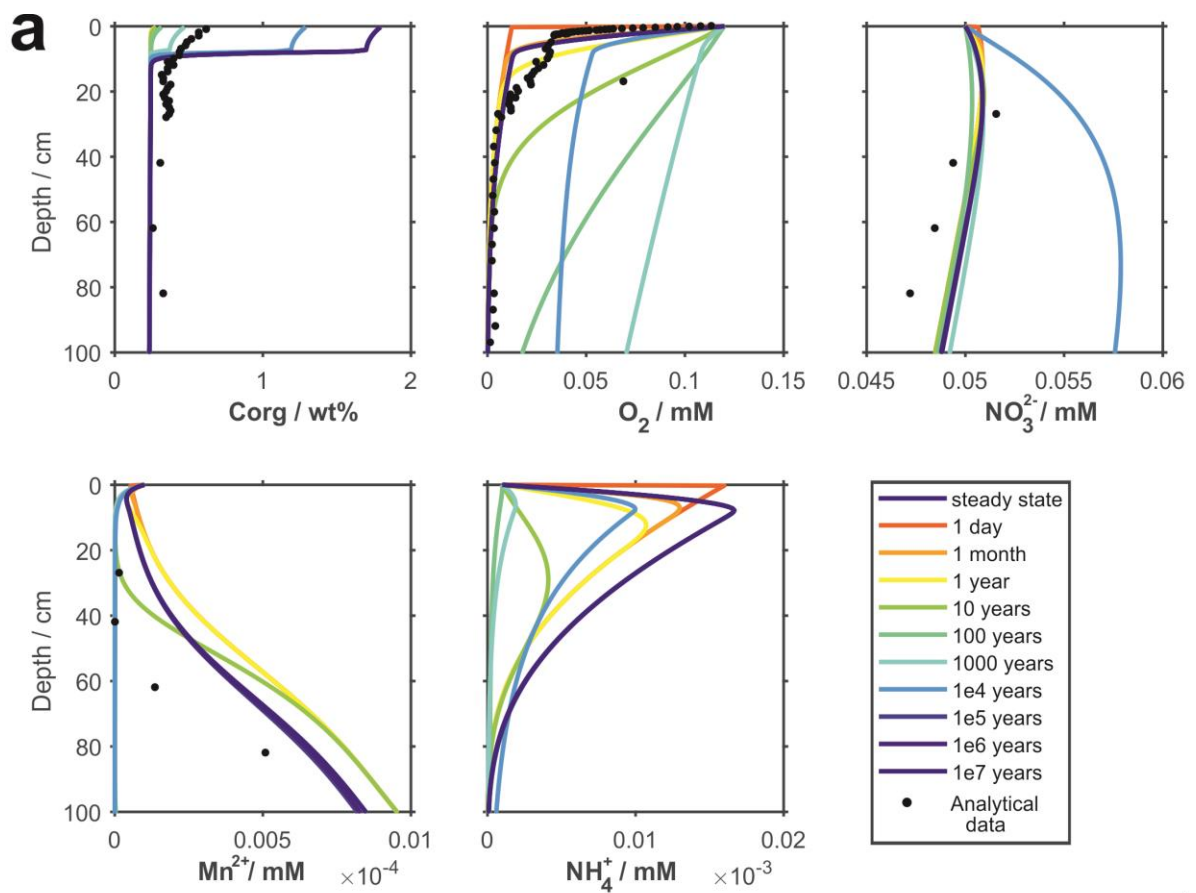 a
0
20
40
60
80
100
Depth / cm
0 1 2
Corg / wt%
0 0.05 0.1 0.15
O2 / mM
0.045 0.05 0.055 0.06
NO3^2-/ mM
0
20
40
60
80
100
Depth / cm
0 0.005 0.01
Mn^2+/ mM ×10^-4
0 0.01 0.02
NH4^+/ mM ×10^-3
steady state
1 day
1 month
1 year
10 years
100 years
1000 years
1e4 years
1e5 years
1e6 years
1e7 years
Analytical
data